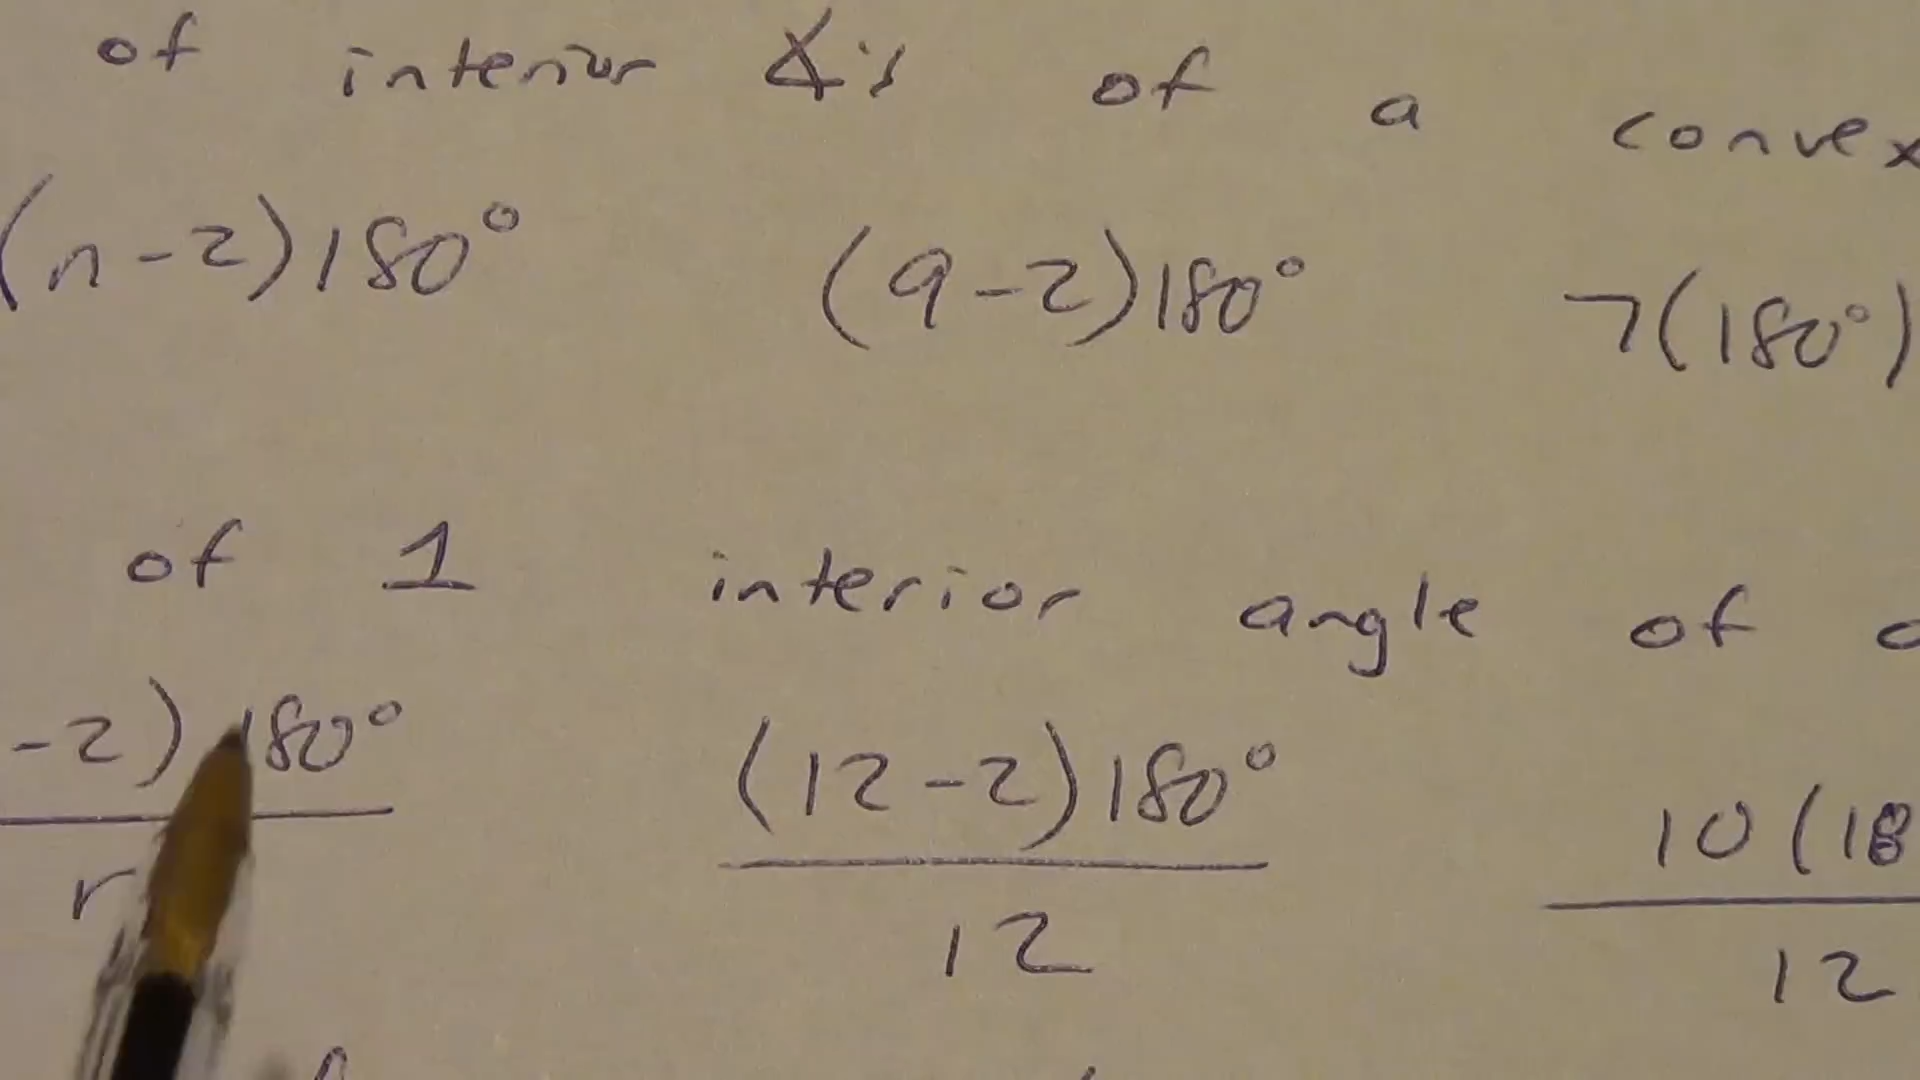 of interior ∡'s of a convex
(n-2)180° (9-2)180° 7(180°)
of 1 interior angle of
-2)180° (12-2)180° 10(18
12 12